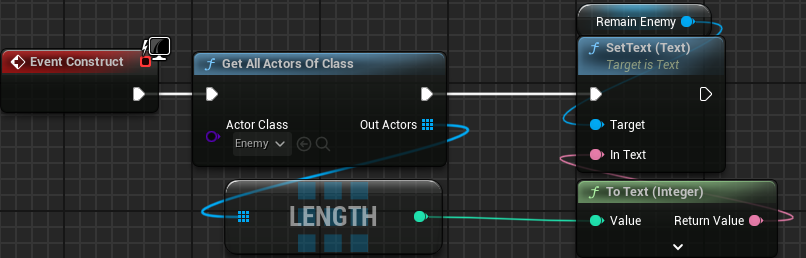 Remain Enemy
Event Construct
Get All Actors Of Class
SetText (Text)
Target is Text
Actor Class
Enemy
Out Actors
Target
In Text
LENGTH
To Text (Integer)
Value
Return Value